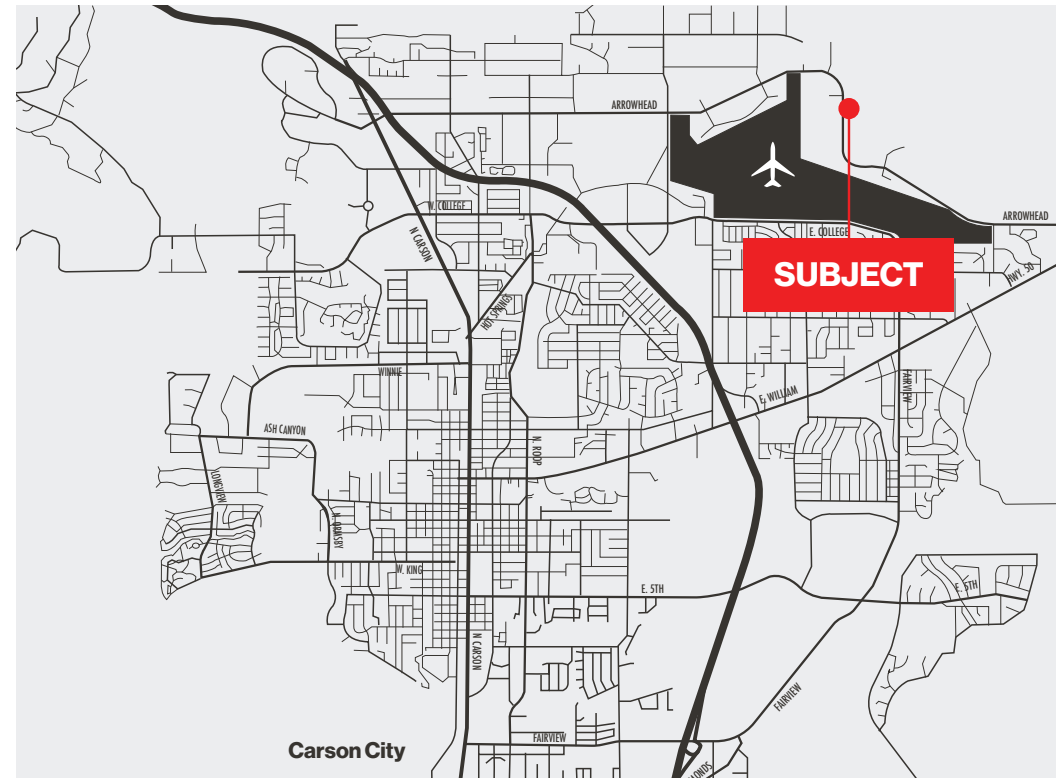 ARROWHEAD
W. COLLEGE
ARROWHEAD
E. COLLEGE
N CARSON
SUBJECT
HWY. 50
HOT SPRINGS
WINNIE
E. WILLIAM
FAIRVIEW
ASH CANYON
N. ROOP
LONGVIEW
N. ORMSBY
W. KING
E. 5TH
E. 5TH
N CARSON
FAIRVIEW
FAIRVIEW
Carson City